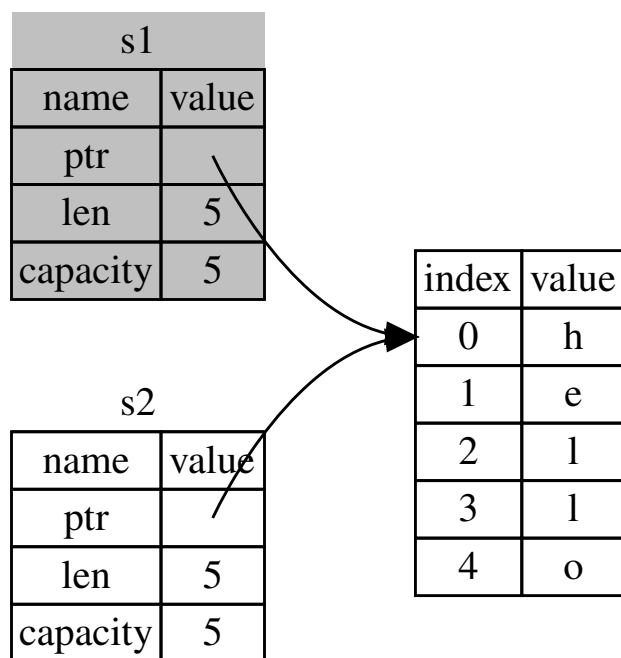 s1
name value
ptr
len 5
capacity 5
s2
name value
ptr
len 5
capacity 5
index value
0 h
1 e
2 l
3 l
4 o